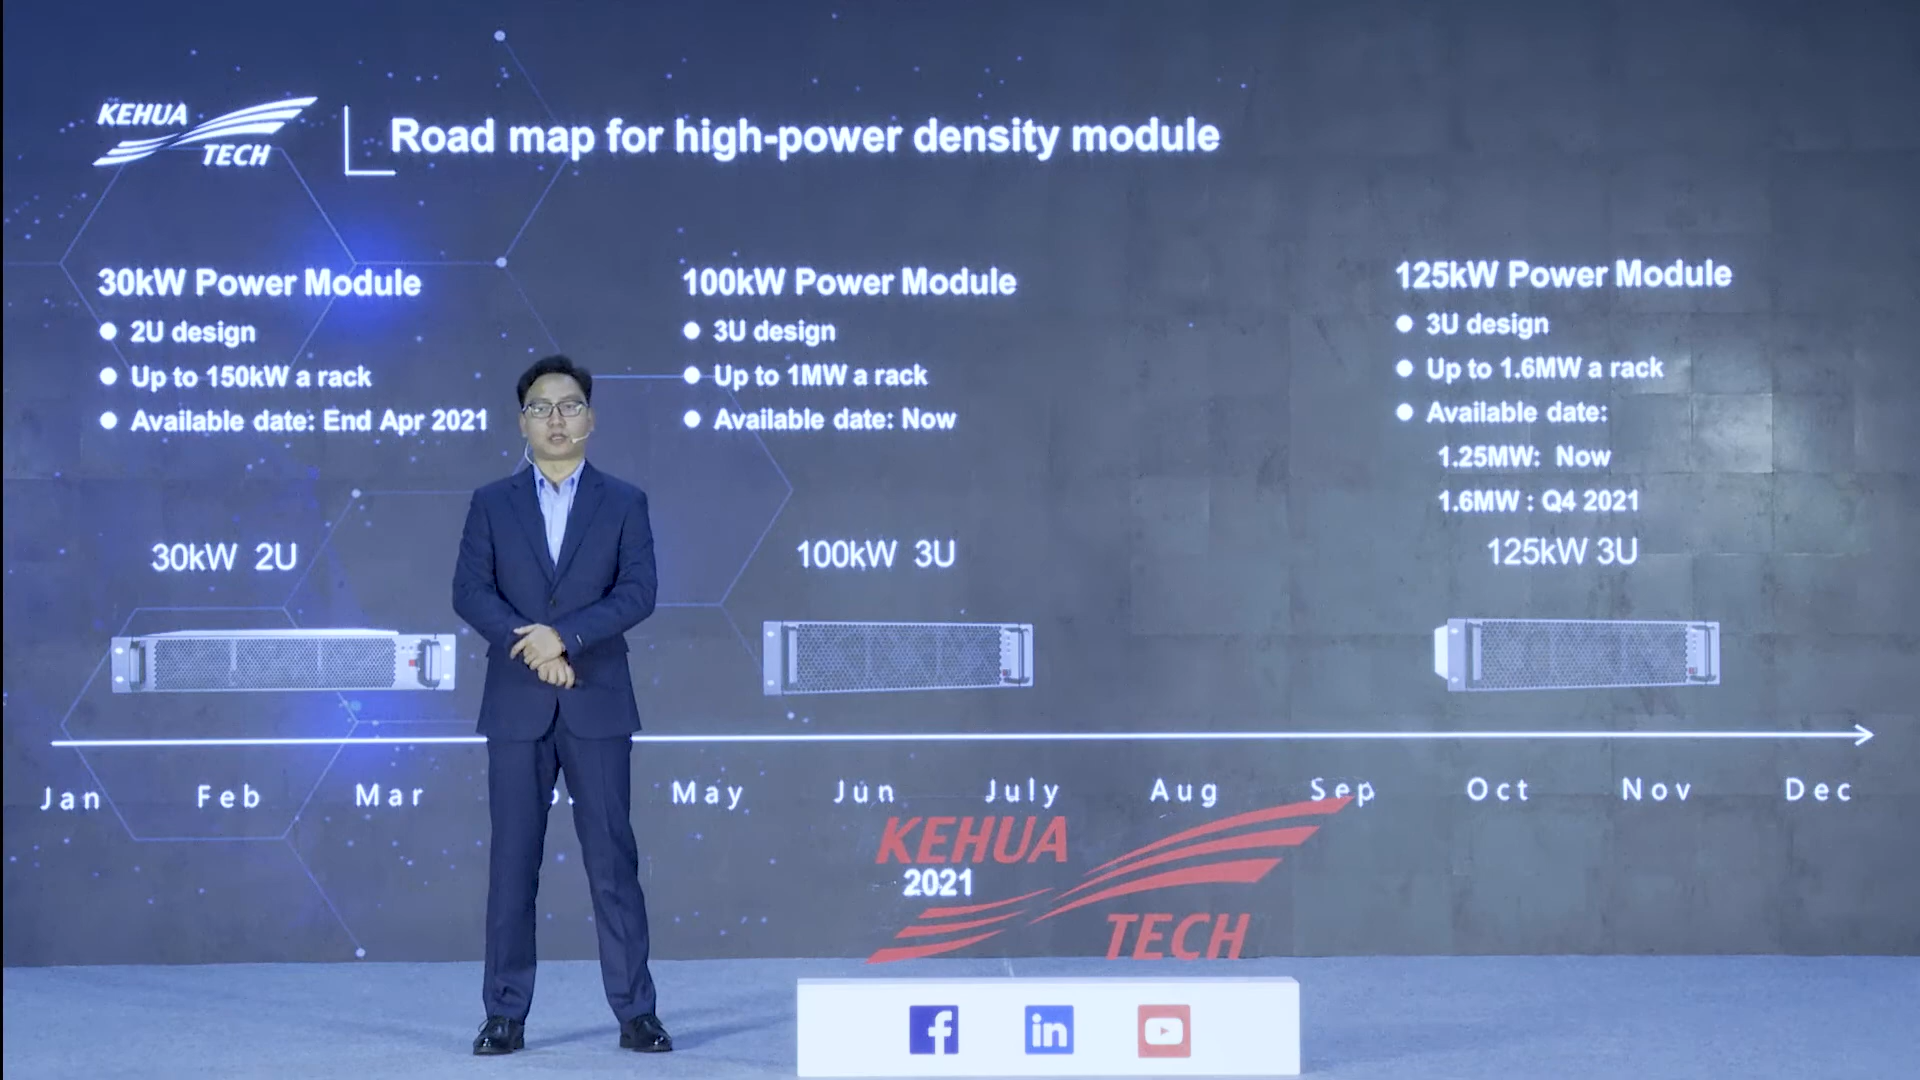 KEHUA
TECH
Road map for high-power density module
30kW Power Module
● 2U design
● Up to 150kW a rack
● Available date: End Apr 2021
100kW Power Module
● 3U design
● Up to 1MW a rack
● Available date: Now
125kW Power Module
● 3U design
● Up to 1.6MW a rack
● Available date:
1.25MW: Now
1.6MW : Q4 2021
30kW 2U
100kW 3U
125kW 3U
Jan Feb Mar May Jun July Aug Sep Oct Nov Dec
KEHUA
2021
TECH
f in